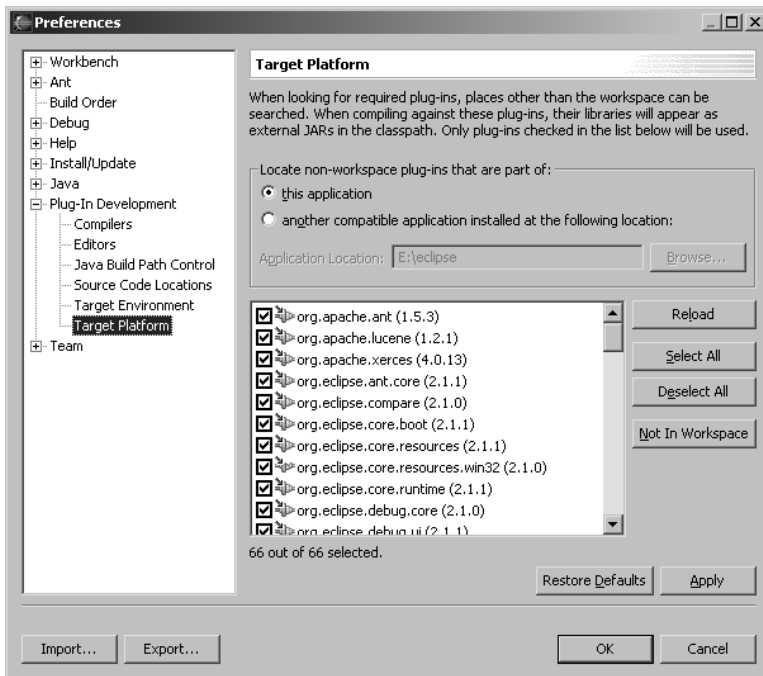 Preferences
Workbench
Ant
Build Order
Debug
Help
Install/Update
Java
Plug-In Development
Compilers
Editors
Java Build Path Control
Source Code Locations
Target Environment
Target Platform
Team
Target Platform
When looking for required plug-ins, places other than the workspace can be
searched. When compiling against these plug-ins, their libraries will appear as
external JARs in the classpath. Only plug-ins checked in the list below will be used.
Locate non-workspace plug-ins that are part of:
this application
another compatible application installed at the following location:
Application Location: E:\eclipse Browse...
org.apache.ant (1.5.3)
org.apache.lucene (1.2.1)
org.apache.xerces (4.0.13)
org.eclipse.ant.core (2.1.1)
org.eclipse.compare (2.1.0)
org.eclipse.core.boot (2.1.1)
org.eclipse.core.resources (2.1.1)
org.eclipse.core.resources.win32 (2.1.0)
org.eclipse.core.runtime (2.1.1)
org.eclipse.debug.core (2.1.0)
org.eclipse.debug.ui (2.1.1)
Reload
Select All
Deselect All
Not In Workspace
66 out of 66 selected.
Restore Defaults Apply
Import... Export... OK Cancel